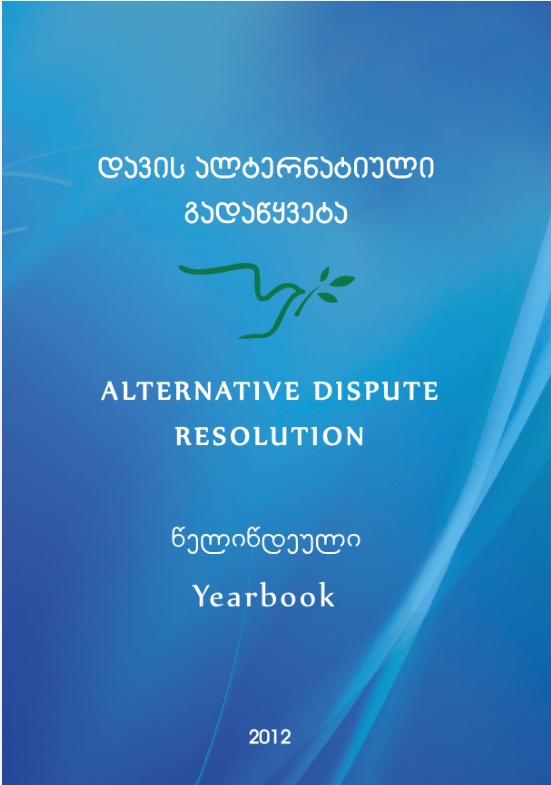 დავის ალტერნატიული
გადაწყვეტა
ALTERNATIVE DISPUTE
RESOLUTION
წელიწდეული
Yearbook
2012